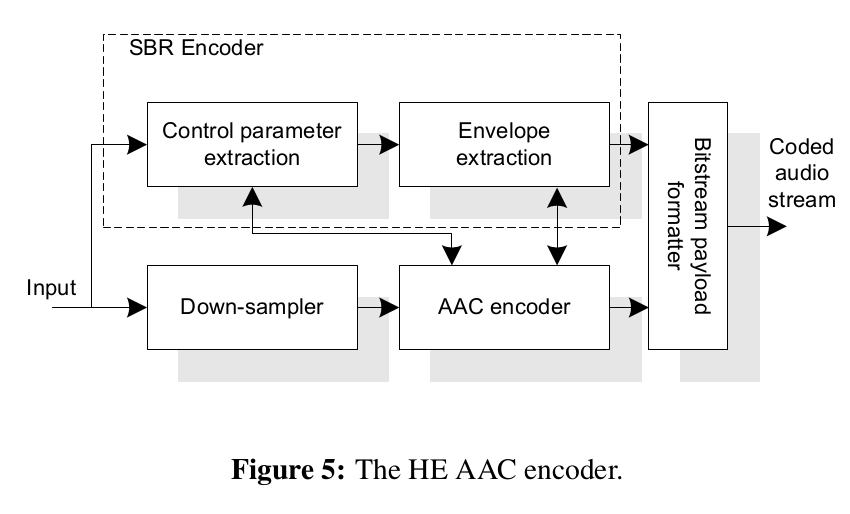 SBR Encoder
Control parameter
extraction
Envelope
extraction
Bitstream payload
formatter
Coded
audio
stream
Input
Down-sampler
AAC encoder
Figure 5: The HE AAC encoder.